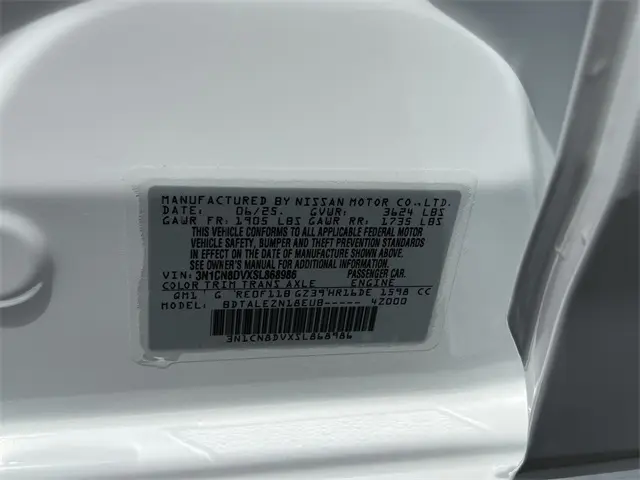 MANUFACTURED BY NISSAN MOTOR CO.,LTD.
DATE: 06/25. GVWR: 3624 LBS
GAWR FR: 1905 LBS GAWR RR: 1735 LBS
THIS VEHICLE CONFORMS TO ALL APPLICABLE FEDERAL MOTOR
VEHICLE SAFETY, BUMPER AND THEFT PREVENTION STANDARDS
IN EFFECT ON THE DATE OF MANUFACTURE SHOWN ABOVE.
SEE OWNER'S MANUAL FOR ADDITIONAL INFORMATION
VIN: 3N1CN8DVXSL868986 PASSENGER CAR.
COLOR TRIM TRANS AXLE ENGINE
QM1 G RE0F11B GZ39 HR16DE 1598 CC
MODEL: BDTALEZN18EUB----- 4Z000
3N1CN8DVXSL868986